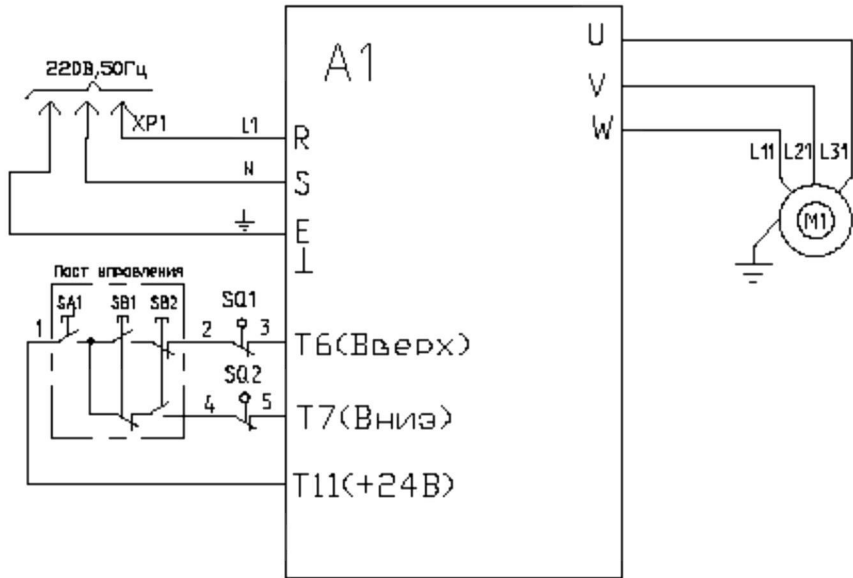 220В,50Гц
A1
U
V
W
XP1
L1
R
N
S
E
L11 L21 L31
M1
Пост управления
SA1 SB1 SB2
SQ1
1 2 3
T6(Вверх)
SQ2
4 5
T7(Вниз)
T11(+24В)